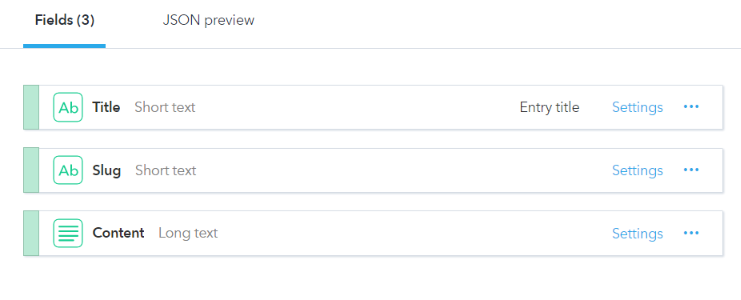 Fields (3) JSON preview
Ab Title Short text Entry title Settings ···
Ab Slug Short text Settings ···
Content Long text Settings ···